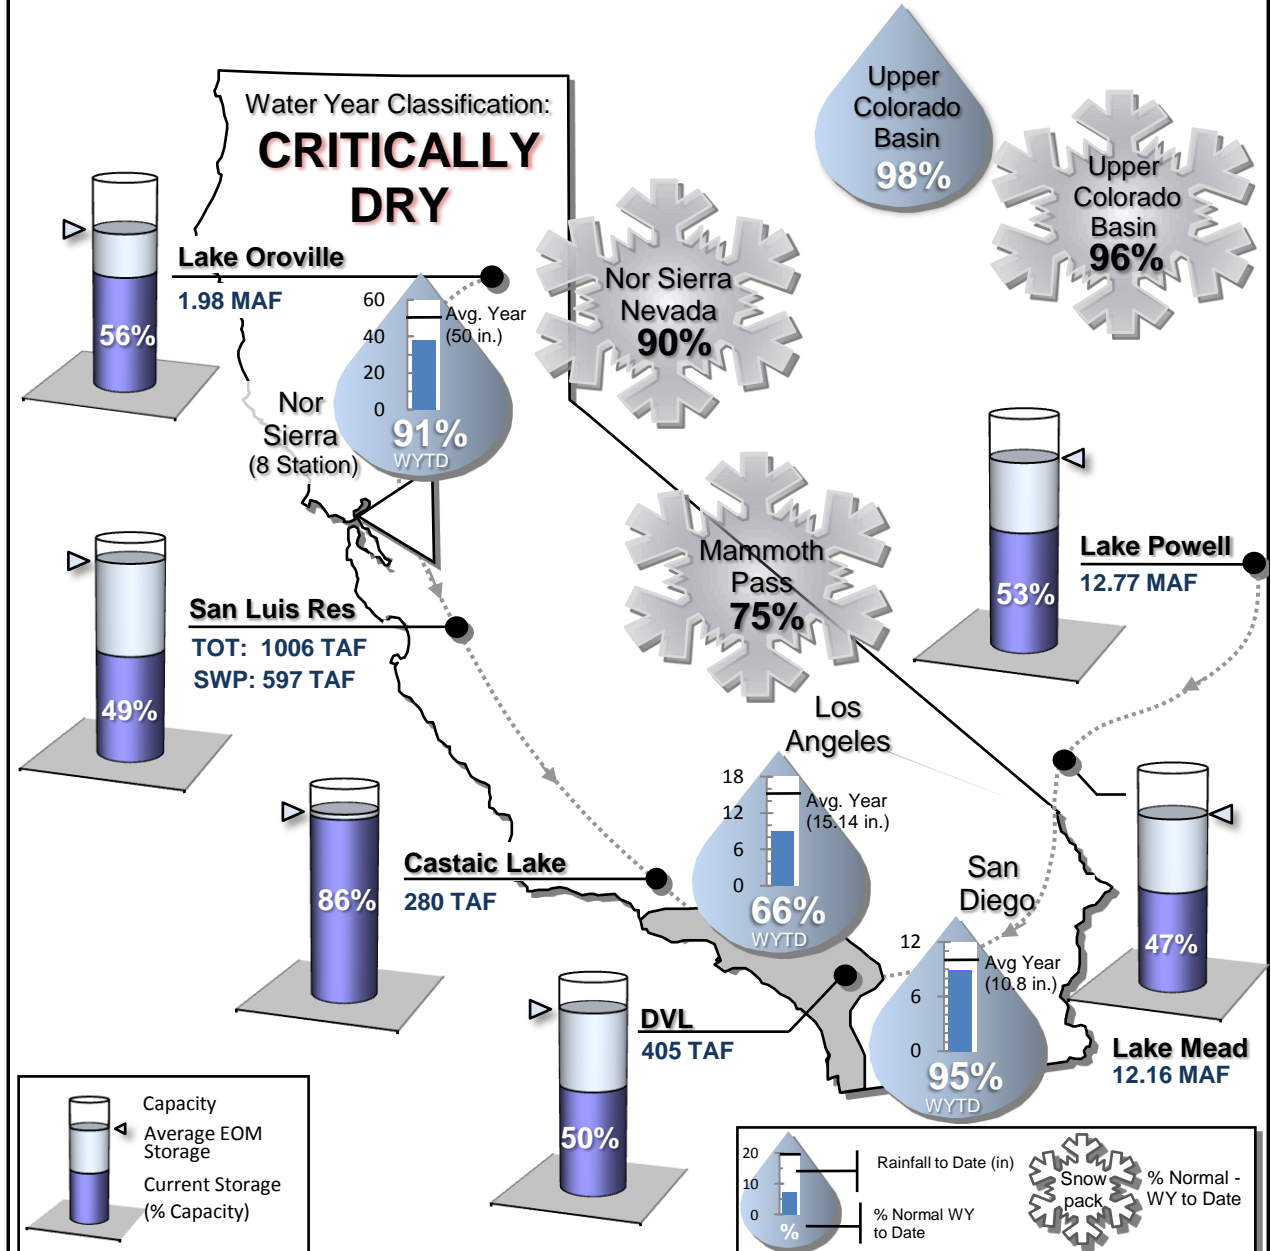 Water Year Classification:
CRITICALLY
DRY
Upper
Colorado
Basin
98%
Upper
Colorado
Basin
96%
Lake Oroville
1.98 MAF
56%
60
40
20
0
Avg. Year
(50 in.)
91%
WYTD
Nor
Sierra
(8 Station)
Nor Sierra
Nevada
90%
Mammoth
Pass
75%
Lake Powell
12.77 MAF
53%
San Luis Res
TOT: 1006 TAF
SWP: 597 TAF
49%
Los
Angeles
18
12
6
0
Avg. Year
(15.14 in.)
66%
WYTD
Castaic Lake
280 TAF
86%
San
Diego
12
6
0
Avg Year
(10.8 in.)
95%
WYTD
47%
Lake Mead
12.16 MAF
DVL
405 TAF
50%
Capacity
Average EOM
Storage
Current Storage
(% Capacity)
20
10
0
%
Rainfall to Date (in)
% Normal WY
to Date
Snow
pack
% Normal -
WY to Date